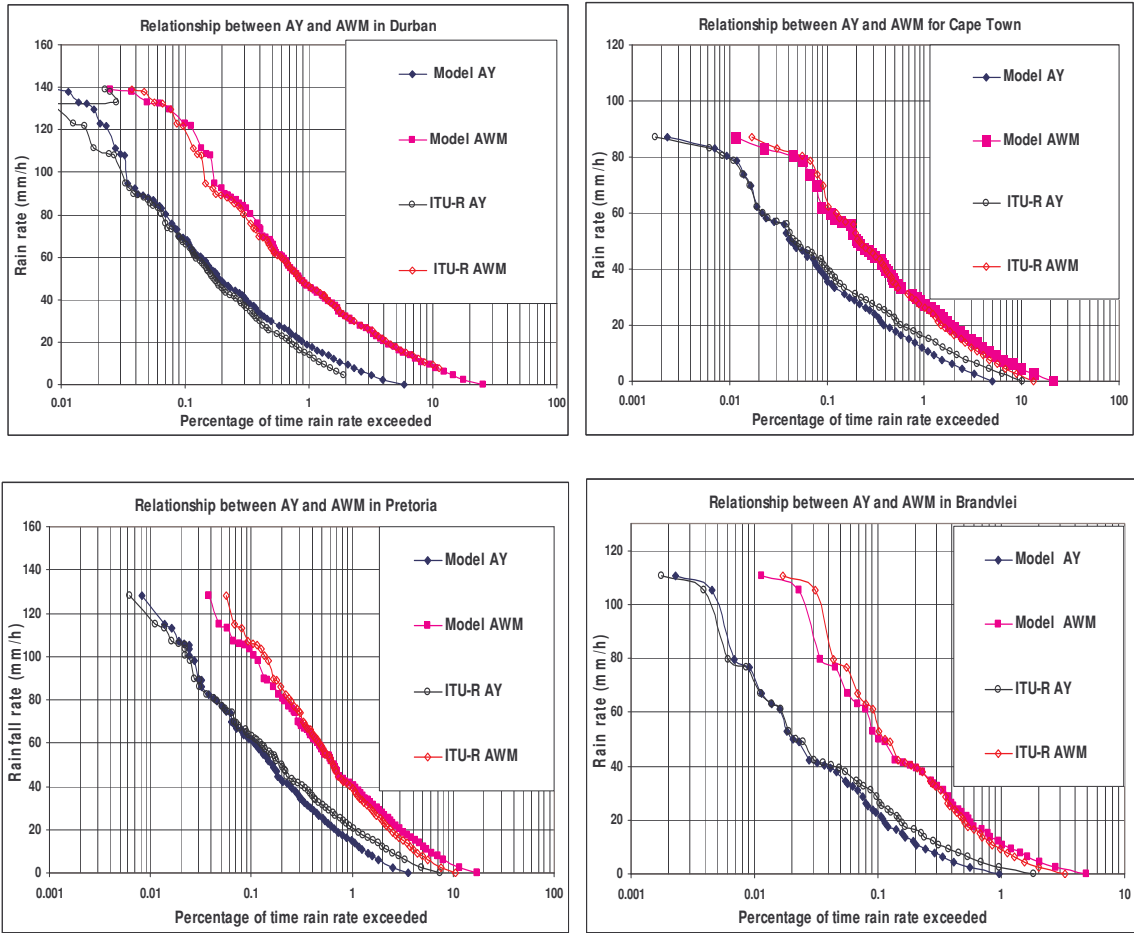 Relationship between AY and AWM in Durban
160
140
120
100
80
60
40
20
0
Rain rate (mm/h)
0.01 0.1 1 10 100
Percentage of time rain rate exceeded
Model AY
Model AWM
ITU-R AY
ITU-R AWM
Relationship between AY and AWM for Cape Town
120
100
80
60
40
20
0
Rain rate (mm/h)
0.001 0.01 0.1 1 10 100
Percentage of time rain rate exceeded
Model AY
Model AWM
ITU-R AY
ITU-R AWM
Relationship between AY and AWM in Pretoria
160
140
120
100
80
60
40
20
0
Rainfall rate (mm/h)
0.001 0.01 0.1 1 10 100
Percentage of time rain rate exceeded
Model AY
Model AWM
ITU-R AY
ITU-R AWM
Relationship between AY and AWM in Brandvlei
120
100
80
60
40
20
0
Rain rate (mm/h)
0.001 0.01 0.1 1 10
Percentage of time rain rate exceeded
Model AY
Model AWM
ITU-R AY
ITU-R AWM